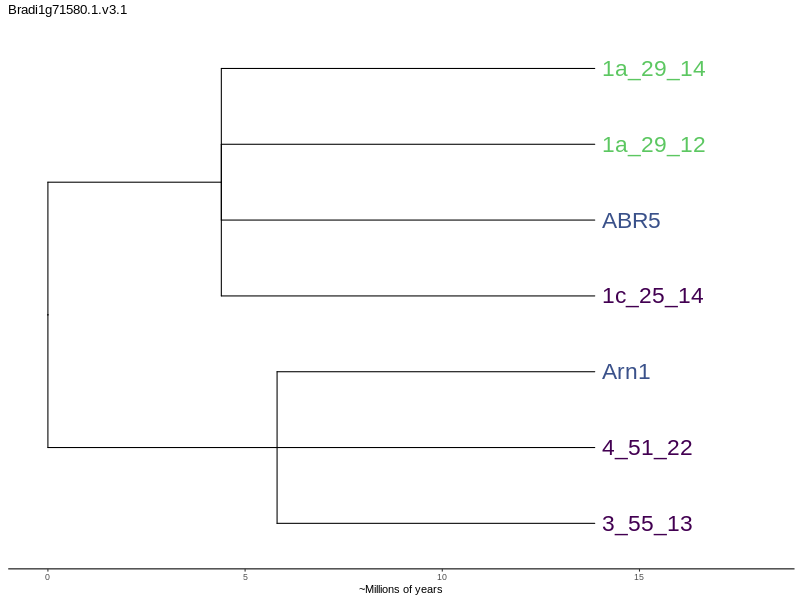 Bradi1g71580.1.v3.1
1a_29_14
1a_29_12
ABR5
1c_25_14
Arn1
4_51_22
3_55_13
0 5 10 15
~Millions of years